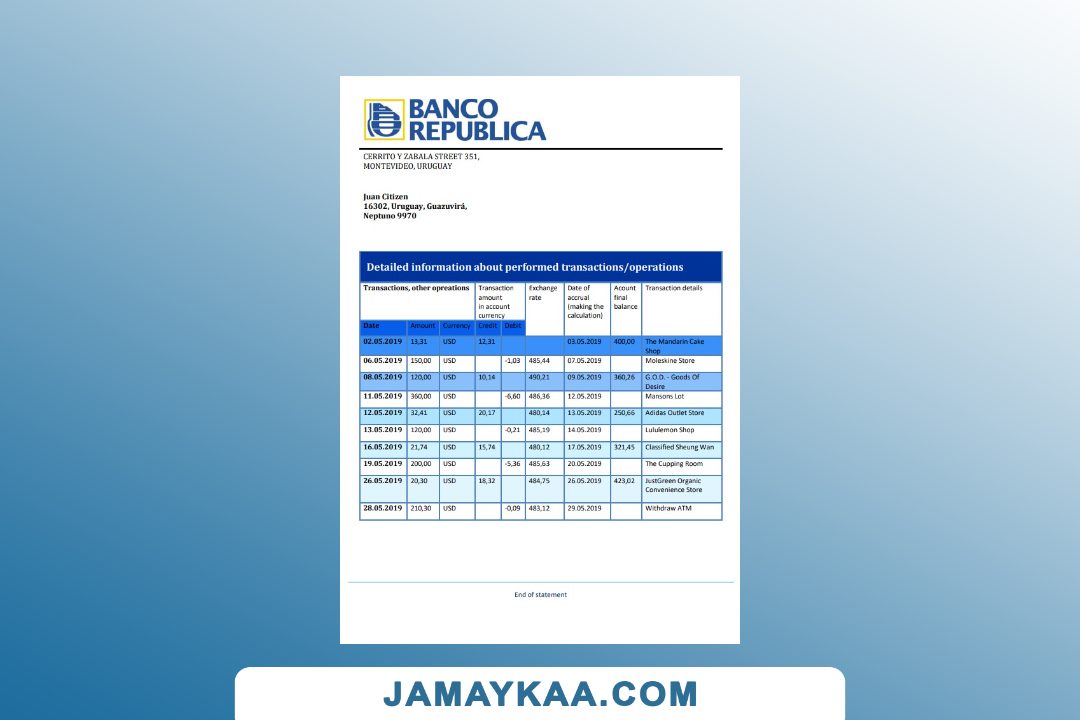 BANCO
REPUBLICA
CERRITO Y ZABALA STREET 351,
MONTEVIDEO, URUGUAY
Juan Citizen
16302, Uruguay, Guazuvirá,
Neptuno 9970
Detailed information about performed transactions/operations
Transactions, other opreations Transaction amount in account currency Exchange rate Date of accrual (making the calculation) Acount final balance Transaction details
Date Amount Currency Credit Debit
02.05.2019 13,31 USD 12,31 03.05.2019 400,00 The Mandarin Cake Shop
06.05.2019 150,00 USD -1,03 485,44 07.05.2019 Moleskine Store
08.05.2019 120,00 USD 10,14 490,21 09.05.2019 360,26 G.O.D. - Goods Of Desire
11.05.2019 360,00 USD -6,60 486,36 12.05.2019 Mansons Lot
12.05.2019 32,41 USD 20,17 480,14 13.05.2019 250,66 Adidas Outlet Store
13.05.2019 120,00 USD -0,21 485,19 14.05.2019 Lululemon Shop
16.05.2019 21,74 USD 15,74 480,12 17.05.2019 321,45 Classified Sheung Wan
19.05.2019 200,00 USD -5,36 485,63 20.05.2019 The Cupping Room
26.05.2019 20,30 USD 18,32 484,75 26.05.2019 423,02 JustGreen Organic Convenience Store
28.05.2019 210,30 USD -0,09 483,12 29.05.2019 Withdraw ATM
End of statement
JAMAYKAA.COM